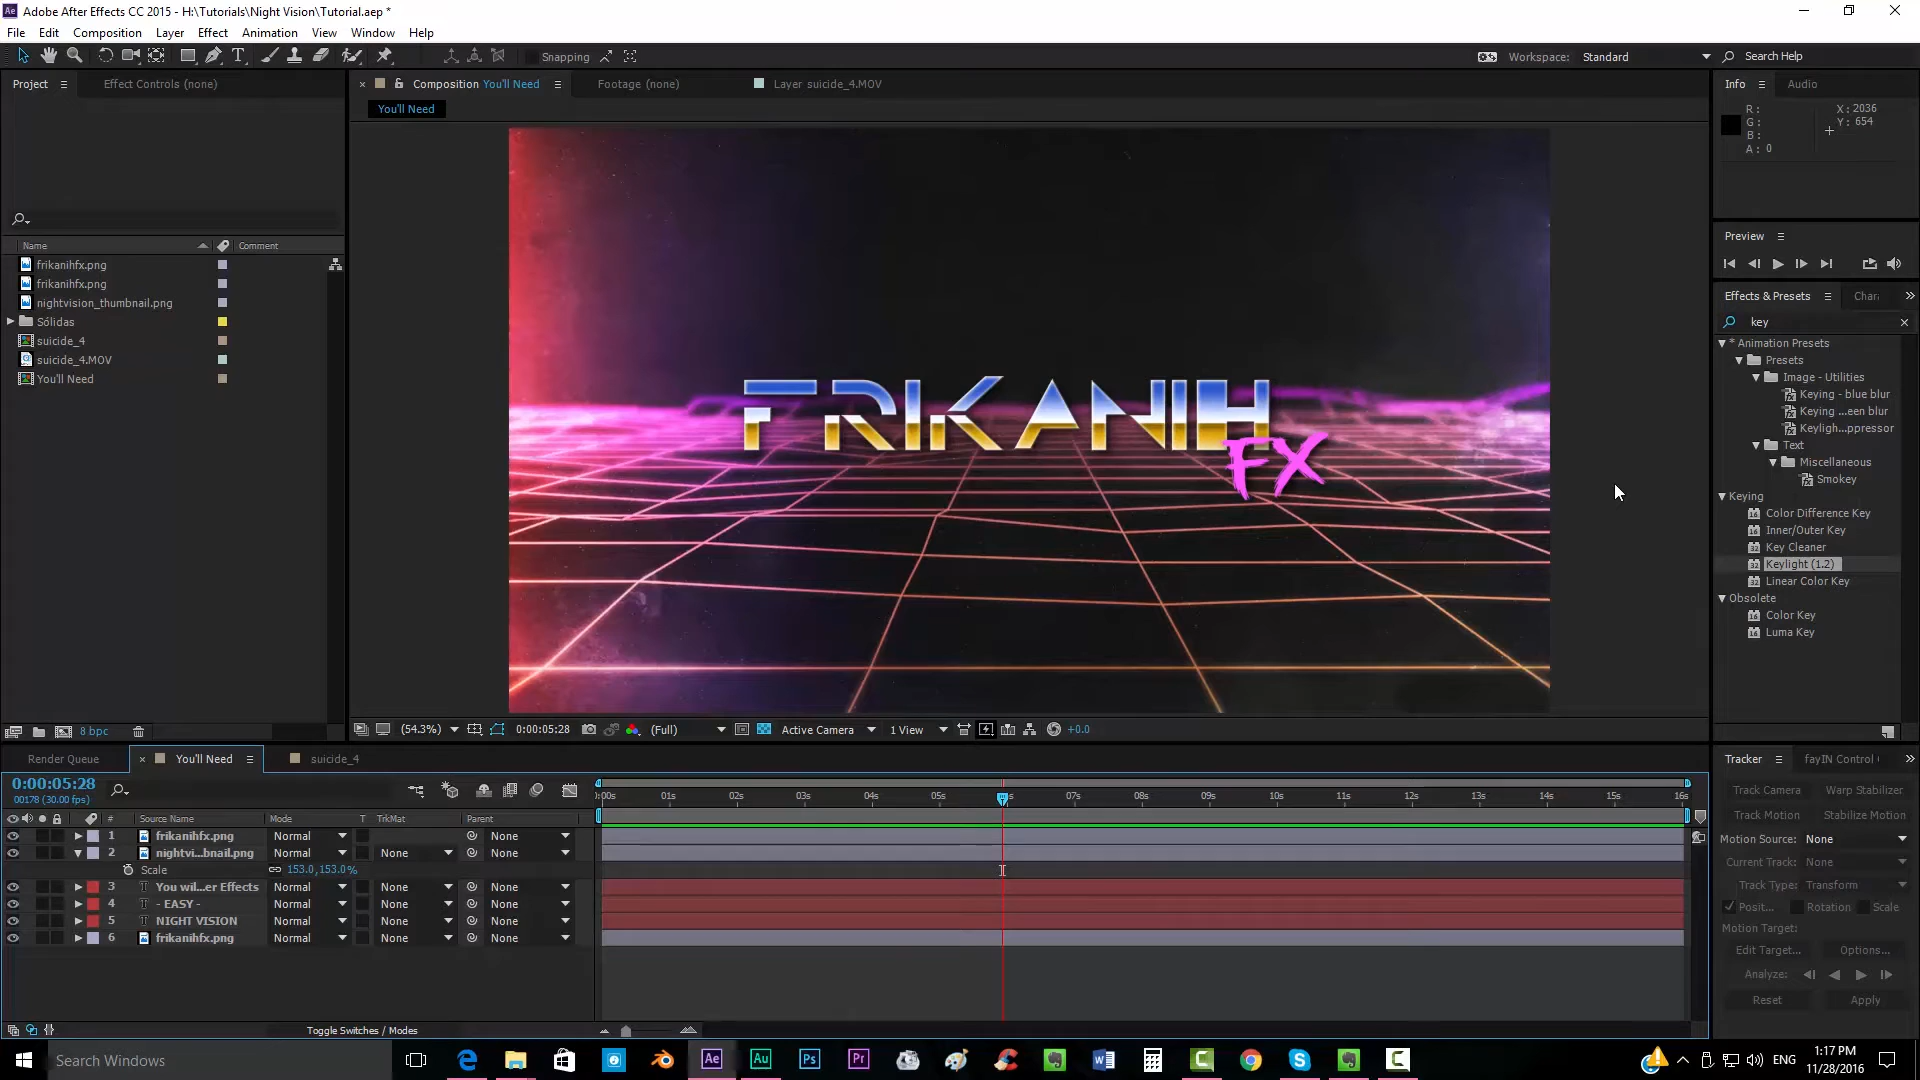 Adobe After Effects CC 2015 - H:\Tutorials\Night Vision\Tutorial.aep *
File Edit Composition Layer Effect Animation View Window Help
Snapping
Workspace: Standard
Search Help
Project
Effect Controls (none)
Composition You'll Need
Footage (none)
Layer suicide_4.MOV
You'll Need
Name
Comment
frikanihfx.png
frikanihfx.png
nightvision_thumbnail.png
Sólidas
suicide_4
suicide_4.MOV
You'll Need
8 bpc
FRIKANIH
FX
(54.3%) 0:00:05:28 (Full) Active Camera 1 View +0.0
Info Audio
R: X: 2036
G: Y: 654
B:
A: 0
Preview
Effects & Presets Char
key
* Animation Presets
Presets
Image - Utilities
Keying - blue blur
Keying ...een blur
Keyligh...ppressor
Text
Miscellaneous
Smokey
Keying
Color Difference Key
Inner/Outer Key
Key Cleaner
Keylight (1.2)
Linear Color Key
Obsolete
Color Key
Luma Key
Render Queue You'll Need suicide_4
0:00:05:28
00178 (30.00 fps)
:00s 01s 02s 03s 04s 05s 07s 08s 09s 10s 11s 12s 13s 14s 15s 16s
# Source Name Mode T TrkMat Parent
1 frikanihfx.png Normal None
2 nightvi...bnail.png Normal None None
Scale 153.0,153.0%
3 You wil...er Effects Normal None None
4 - EASY - Normal None None
5 NIGHT VISION Normal None None
6 frikanihfx.png Normal None None
Toggle Switches / Modes
Tracker fayIN Control
Track Camera Warp Stabilizer
Track Motion Stabilize Motion
Motion Source: None
Current Track: None
Track Type: Transform
Posit... Rotation Scale
Motion Target:
Edit Target... Options...
Analyze:
Reset Apply
Search Windows
Ae Au Ps Pr
ENG
1:17 PM
11/28/2016